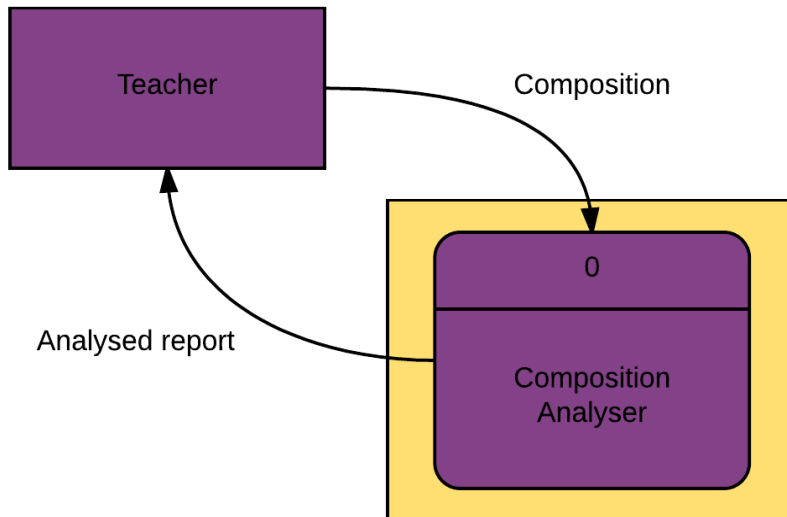 Teacher
Composition
0
Analysed report
Composition
Analyser